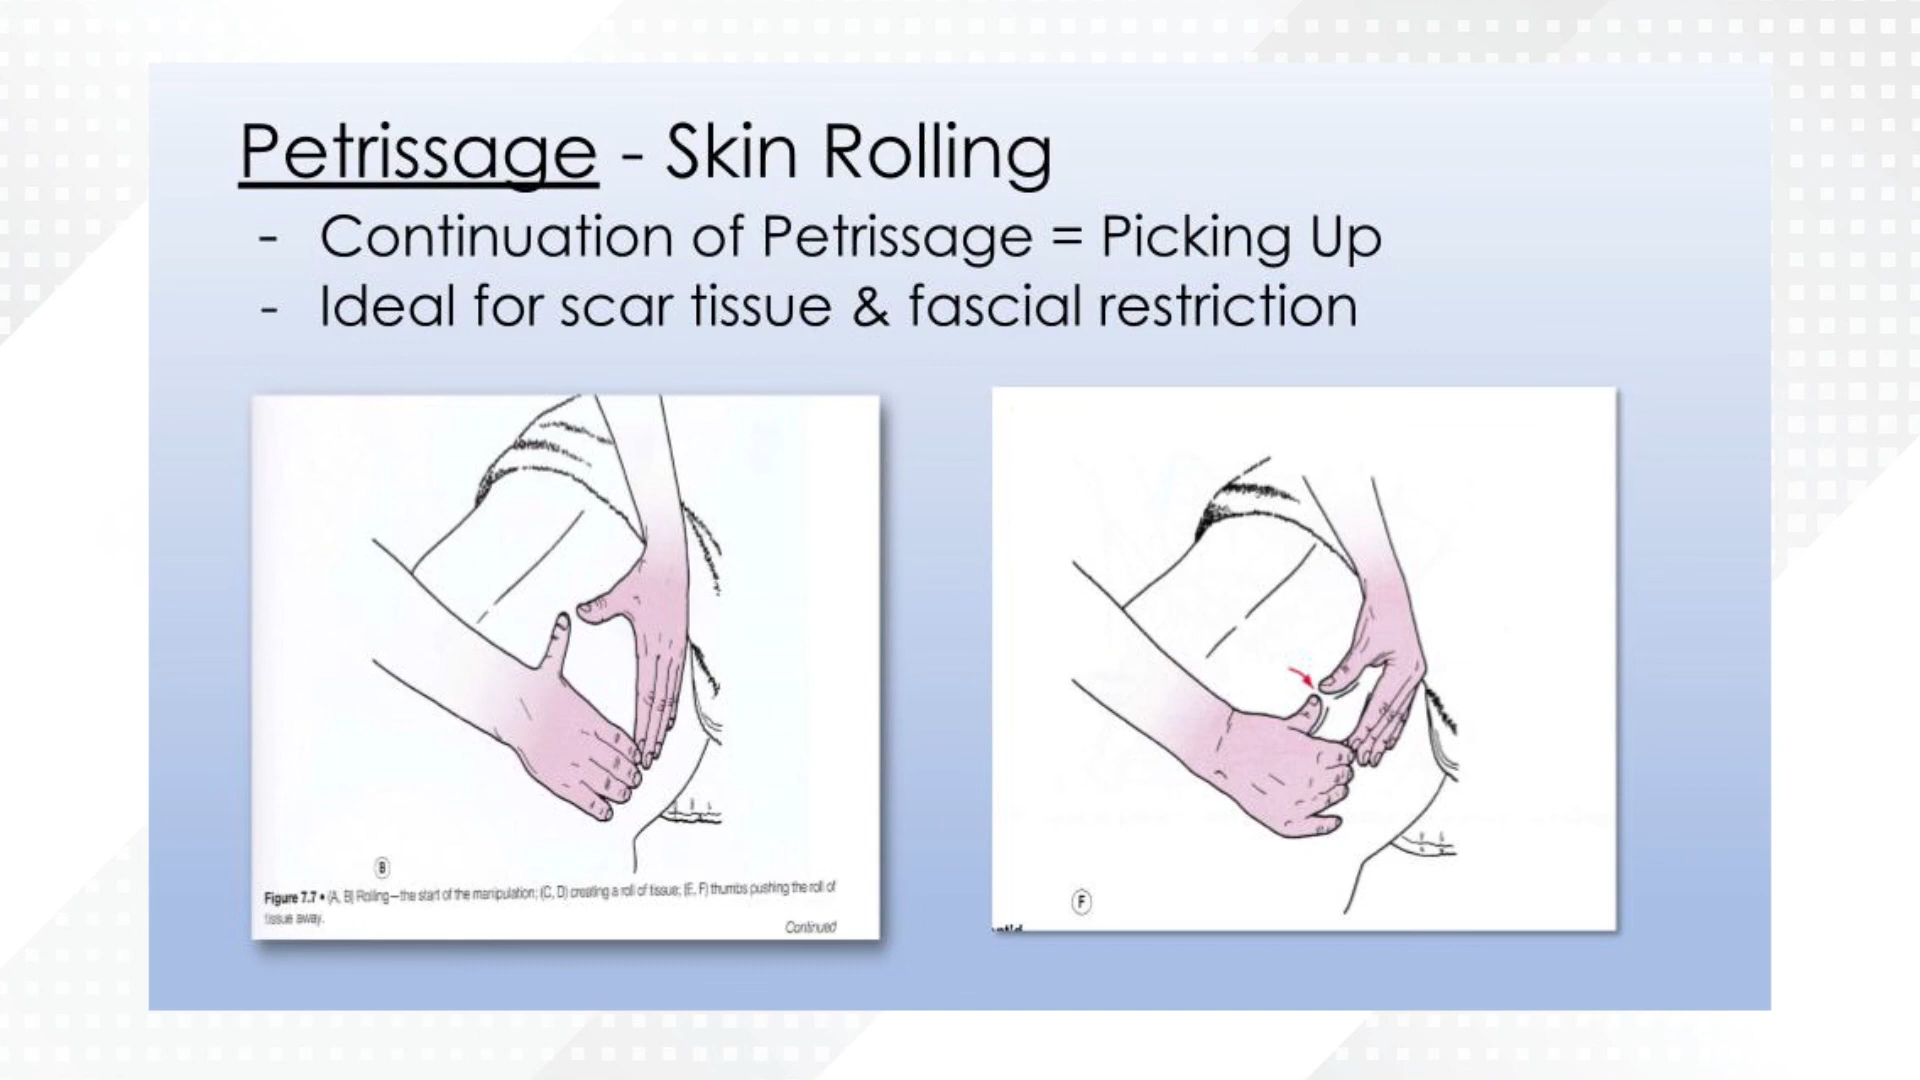 Petrissage - Skin Rolling
- Continuation of Petrissage = Picking Up
- Ideal for scar tissue & fascial restriction
B
Figure 7.7 • (A, B) Rolling—the start of the manipulation; (C, D) creating a roll of tissue; (E, F) thumbs pushing the roll of
tissue away.
Continued
F